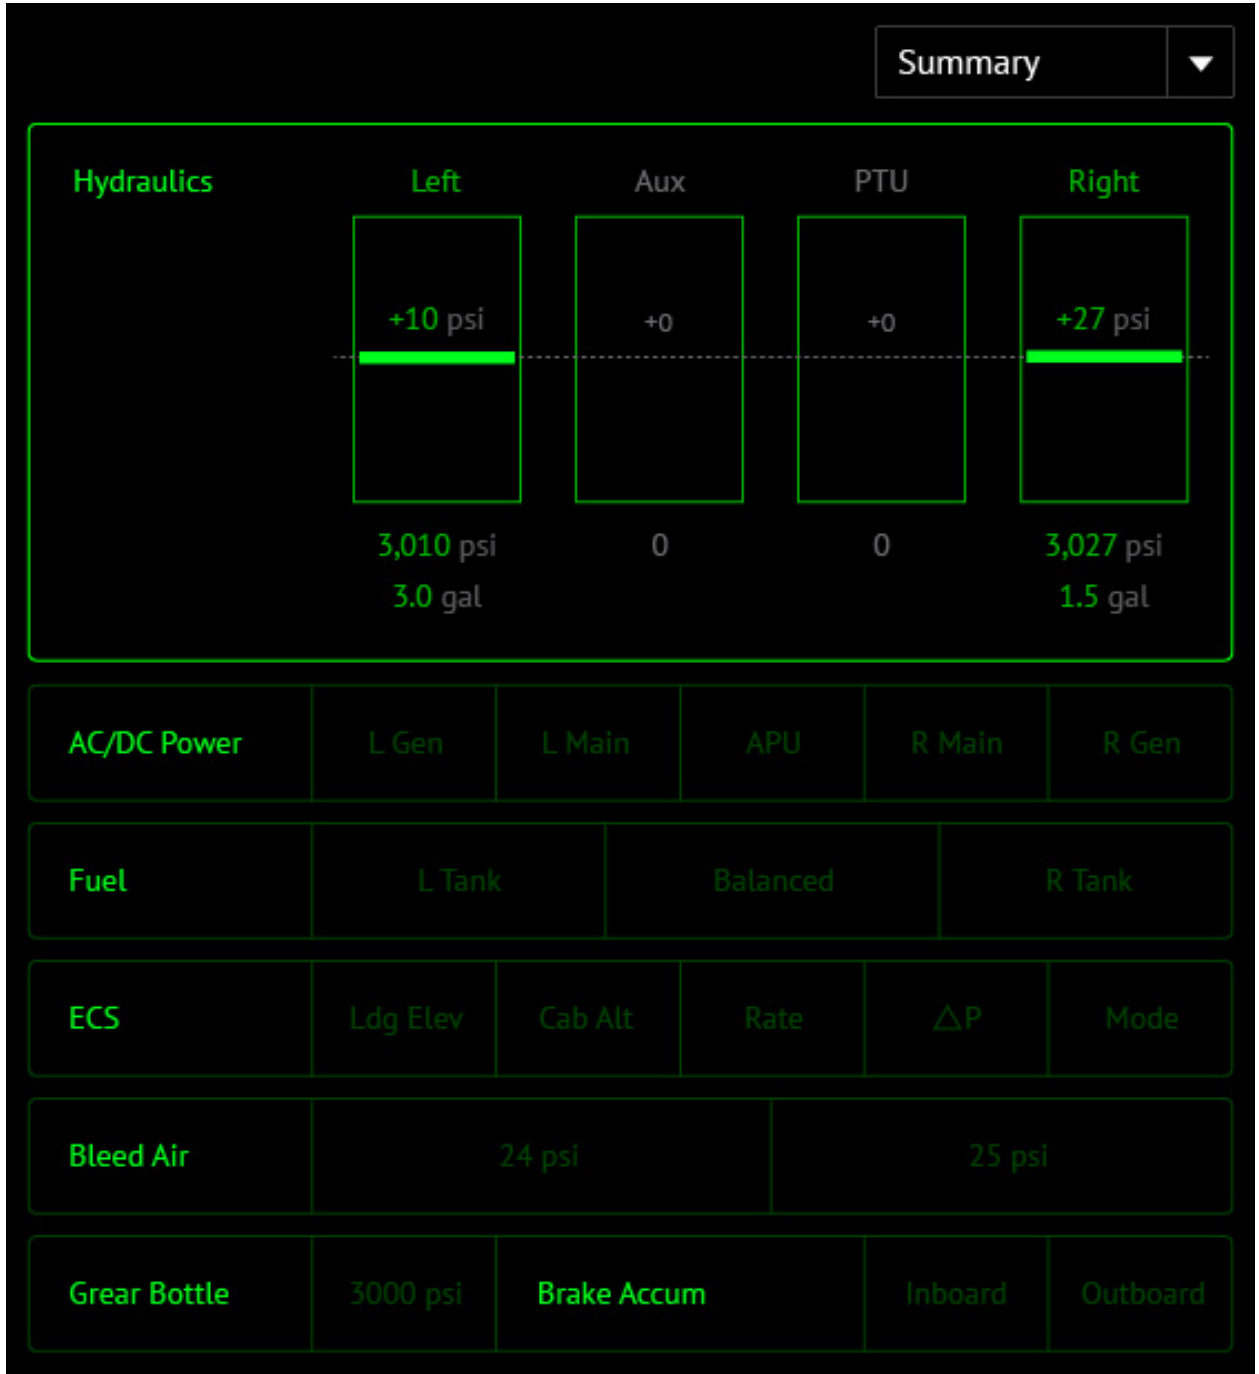 Summary
Hydraulics Left Aux PTU Right
+10 psi +0 +0 +27 psi
3,010 psi 0 0 3,027 psi
3.0 gal 1.5 gal
AC/DC Power L Gen L Main APU R Main R Gen
Fuel L Tank Balanced R Tank
ECS Ldg Elev Cab Alt Rate △P Mode
Bleed Air 24 psi 25 psi
Grear Bottle 3000 psi Brake Accum Inboard Outboard